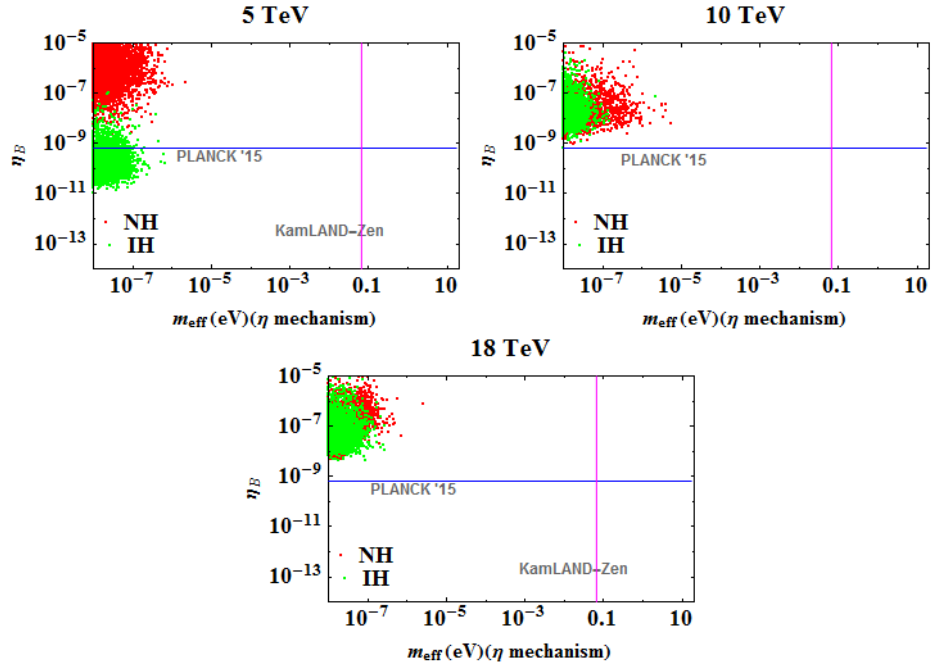 5 TeV
10⁻⁵
10⁻⁷
10⁻⁹
10⁻¹¹
10⁻¹³
η_B
PLANCK '15
KamLAND-Zen
NH
IH
10⁻⁷ 10⁻⁵ 10⁻³ 0.1 10
m_eff (eV)(η mechanism)
10 TeV
10⁻⁵
10⁻⁷
10⁻⁹
10⁻¹¹
10⁻¹³
η_B
PLANCK '15
NH
IH
10⁻⁷ 10⁻⁵ 10⁻³ 0.1 10
m_eff (eV)(η mechanism)
18 TeV
10⁻⁵
10⁻⁷
10⁻⁹
10⁻¹¹
10⁻¹³
η_B
PLANCK '15
KamLAND-Zen
NH
IH
10⁻⁷ 10⁻⁵ 10⁻³ 0.1 10
m_eff (eV)(η mechanism)